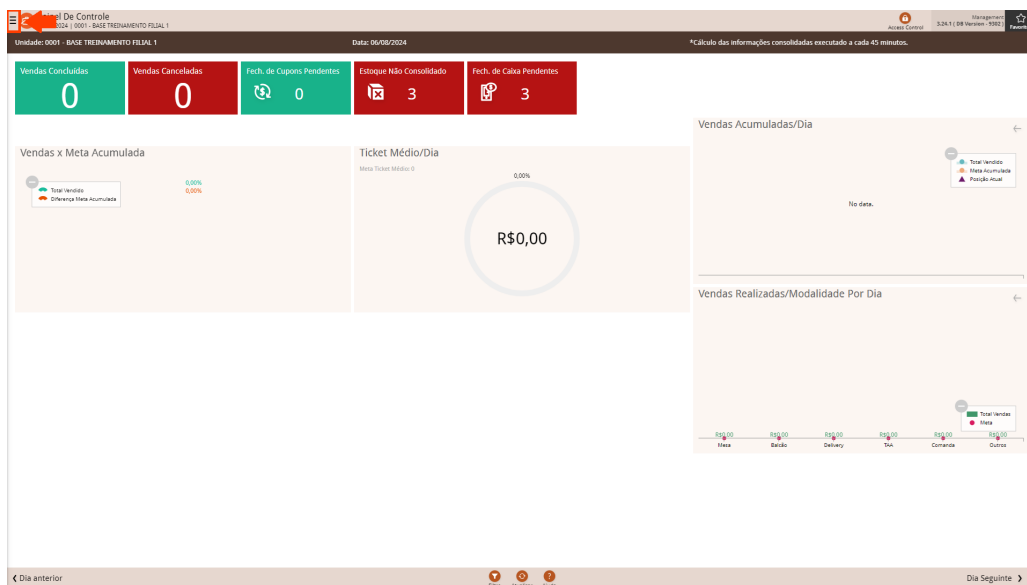 De Controle
2024 | 0001 - BASE TREINAMENTO FILIAL 1
Access Control
Management
3.24.1 ( DB Version - 9302 )
Unidade: 0001 - BASE TREINAMENTO FILIAL 1
Data: 06/08/2024
*Cálculo das informações consolidadas executado a cada 45 minutos.
Vendas Concluídas
0
Vendas Canceladas
0
Fech. de Cupons Pendentes
0
Estoque Não Consolidado
3
Fech. de Caixa Pendentes
3
Vendas x Meta Acumulada
Total Vendido
Diferença Meta Acumulada
0,00%
0,00%
Ticket Médio/Dia
Meta Ticket Médio: 0
0,00%
R$0,00
Vendas Acumuladas/Dia
Total Vendido
Meta Acumulada
Posição Atual
No data.
Vendas Realizadas/Modalidade Por Dia
Total Vendas
Meta
R$0,00 R$0,00 R$0,00 R$0,00 R$0,00 R$0,00
Mesa Balcão Delivery TAA Comanda Outros
Dia anterior
Dia Seguinte